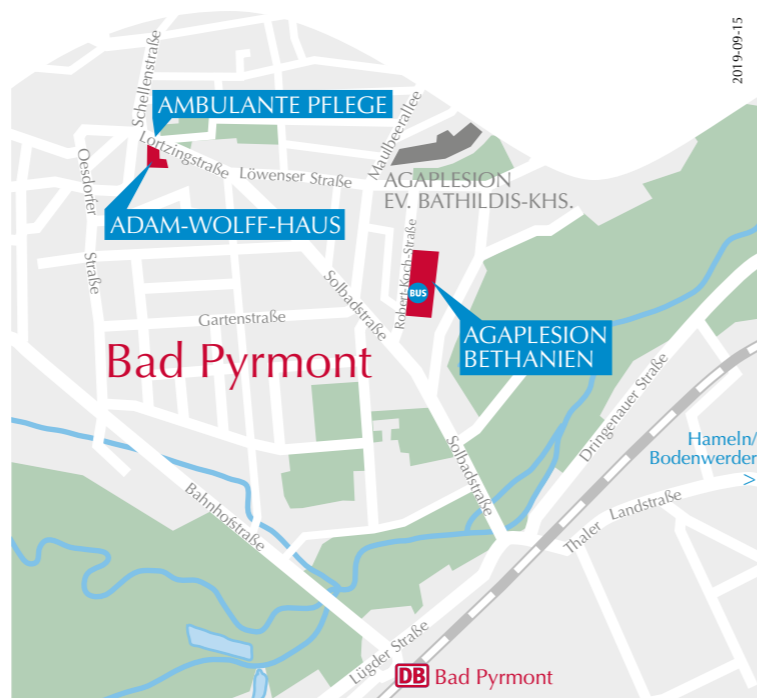 2019-09-15
Schellenstraße
AMBULANTE PFLEGE
Maulbeerallee
Lortzingstraße
Löwenser Straße
Oesdorfer
Straße
AGAPLESION
EV. BATHILDIS-KHS.
ADAM-WOLFF-HAUS
Robert-Koch-Straße
BUS
Solbadstraße
Gartenstraße
AGAPLESION
BETHANIEN
Bad Pyrmont
Dringenauer Straße
Hameln/
Bodenwerder
>
Solbadstraße
Bahnhofstraße
Thaler Landstraße
Lügder Straße
DB Bad Pyrmont